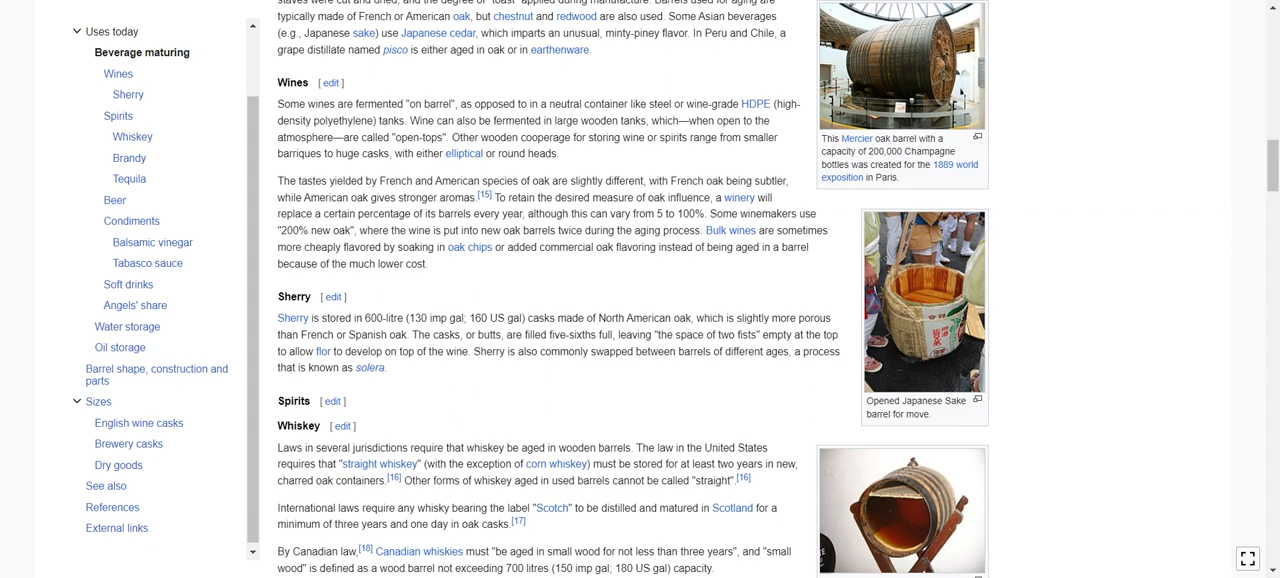 Uses today
Beverage maturing
Wines
Sherry
Spirits
Whiskey
Brandy
Tequila
Beer
Condiments
Balsamic vinegar
Tabasco sauce
Soft drinks
Angels' share
Water storage
Oil storage
Barrel shape, construction and
parts
Sizes
English wine casks
Brewery casks
Dry goods
See also
References
External links
typically made of French or American oak, but chestnut and redwood are also used. Some Asian beverages
(e.g., Japanese sake) use Japanese cedar, which imparts an unusual, minty-piney flavor. In Peru and Chile, a
grape distillate named pisco is either aged in oak or in earthenware.
Wines [ edit ]
Some wines are fermented "on barrel", as opposed to in a neutral container like steel or wine-grade HDPE (high-
density polyethylene) tanks. Wine can also be fermented in large wooden tanks, which—when open to the
atmosphere—are called "open-tops". Other wooden cooperage for storing wine or spirits range from smaller
barriques to huge casks, with either elliptical or round heads.
The tastes yielded by French and American species of oak are slightly different, with French oak being subtler,
while American oak gives stronger aromas.[15] To retain the desired measure of oak influence, a winery will
replace a certain percentage of its barrels every year, although this can vary from 5 to 100%. Some winemakers use
"200% new oak", where the wine is put into new oak barrels twice during the aging process. Bulk wines are sometimes
more cheaply flavored by soaking in oak chips or added commercial oak flavoring instead of being aged in a barrel
because of the much lower cost.
Sherry [ edit ]
Sherry is stored in 600-litre (130 imp gal; 160 US gal) casks made of North American oak, which is slightly more porous
than French or Spanish oak. The casks, or butts, are filled five-sixths full, leaving "the space of two fists" empty at the top
to allow flor to develop on top of the wine. Sherry is also commonly swapped between barrels of different ages, a process
that is known as solera.
Spirits [ edit ]
Whiskey [ edit ]
Laws in several jurisdictions require that whiskey be aged in wooden barrels. The law in the United States
requires that "straight whiskey" (with the exception of corn whiskey) must be stored for at least two years in new,
charred oak containers.[16] Other forms of whiskey aged in used barrels cannot be called "straight".[16]
International laws require any whisky bearing the label "Scotch" to be distilled and matured in Scotland for a
minimum of three years and one day in oak casks.[17]
By Canadian law,[18] Canadian whiskies must "be aged in small wood for not less than three years", and "small
wood" is defined as a wood barrel not exceeding 700 litres (150 imp gal; 180 US gal) capacity.
This Mercier oak barrel with a
capacity of 200,000 Champagne
bottles was created for the 1889 world
exposition in Paris.
Opened Japanese Sake
barrel for move.